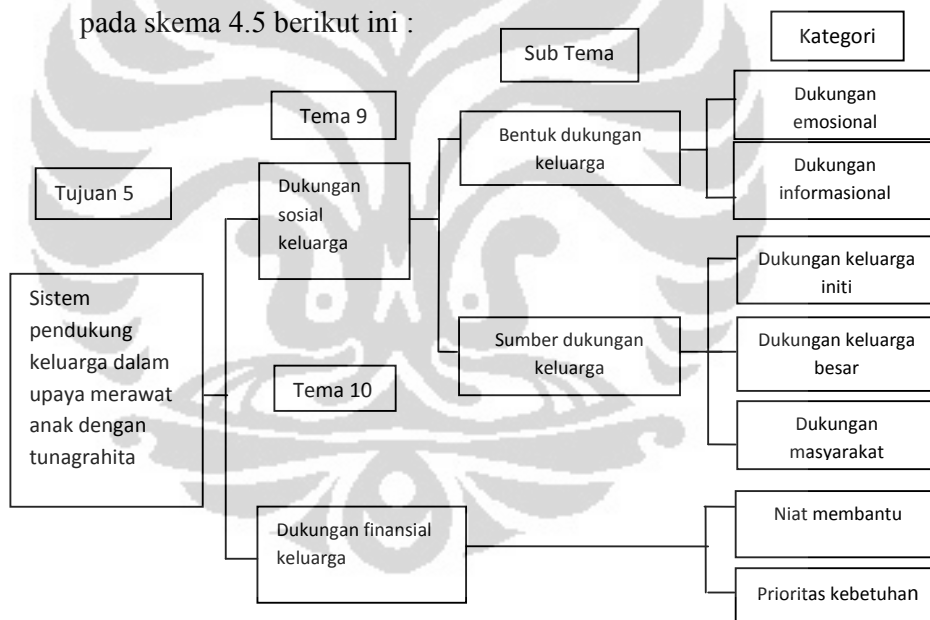 pada skema 4.5 berikut ini :
Kategori
Sub Tema
Tema 9
Tujuan 5
Dukungan
emosional
Bentuk dukungan
keluarga
Dukungan
informasional
Dukungan
sosial
keluarga
Dukungan keluarga
initi
Sistem
pendukung
keluarga dalam
upaya merawat
anak dengan
tunagrahita
Sumber dukungan
keluarga
Dukungan keluarga
besar
Tema 10
Dukungan
masyarakat
Dukungan finansial
keluarga
Niat membantu
Prioritas kebetuhan